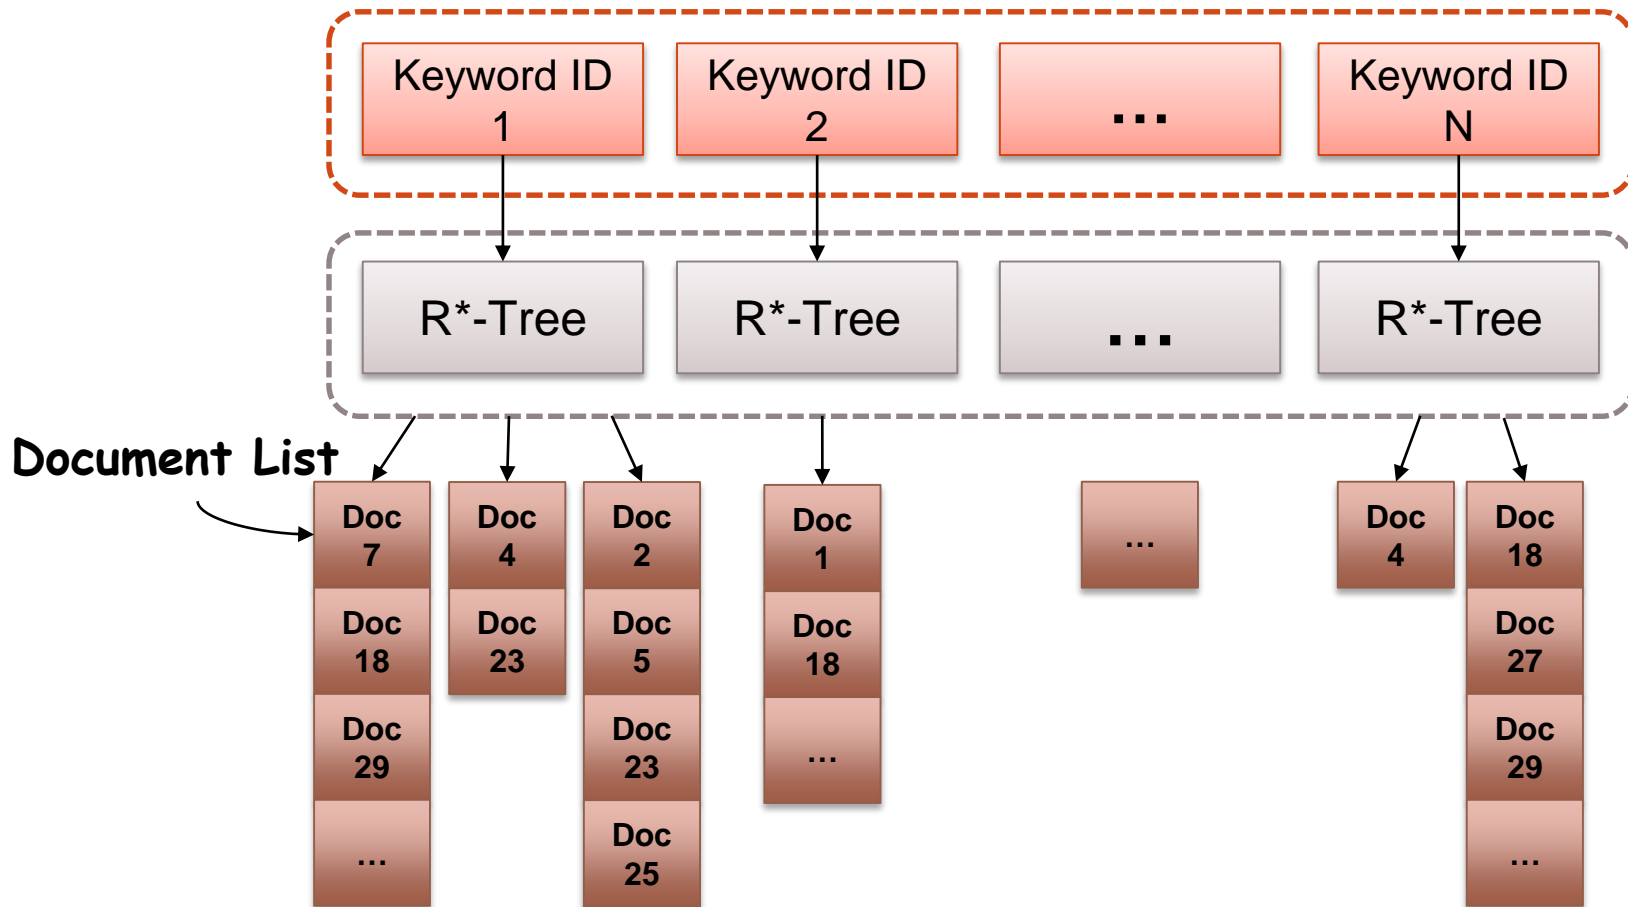 Keyword ID
1
Keyword ID
2
...
Keyword ID
N
R*-Tree
R*-Tree
...
R*-Tree
Document List
Doc
7
Doc
18
Doc
29
...
Doc
4
Doc
23
Doc
2
Doc
5
Doc
23
Doc
25
Doc
1
Doc
18
...
...
Doc
4
Doc
18
Doc
27
Doc
29
...